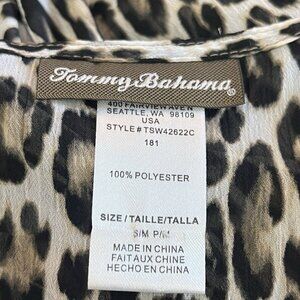 Tommy Bahama®
400 FAIRVIEW AVE N
SEATTLE, WA 98109
USA
STYLE # TSW42622C
181
100% POLYESTER
SIZE / TAILLE/TALLA
S/M P/M
MADE IN CHINA
FAIT AUX CHINE
HECHO EN CHINA